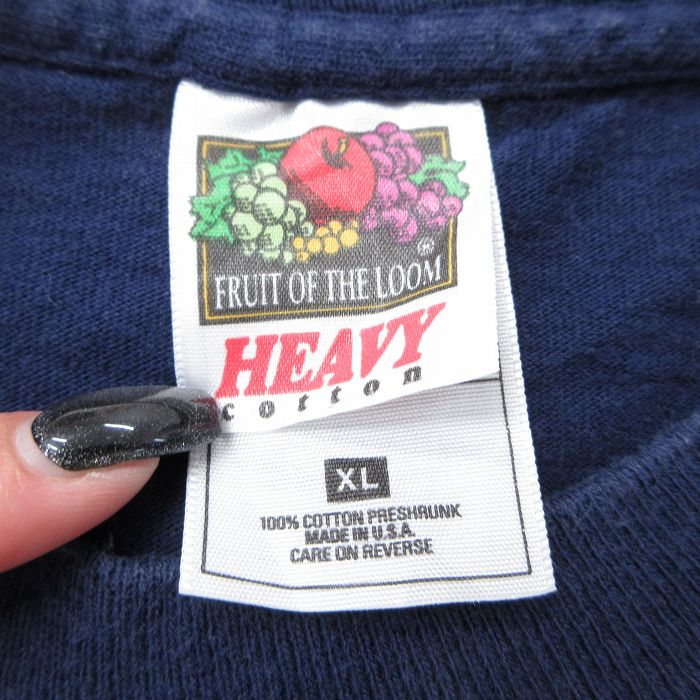 ®
FRUIT OF THE LOOM
HEAVY
cotton
XL
100% COTTON PRESHRUNK
MADE IN U.S.A.
CARE ON REVERSE